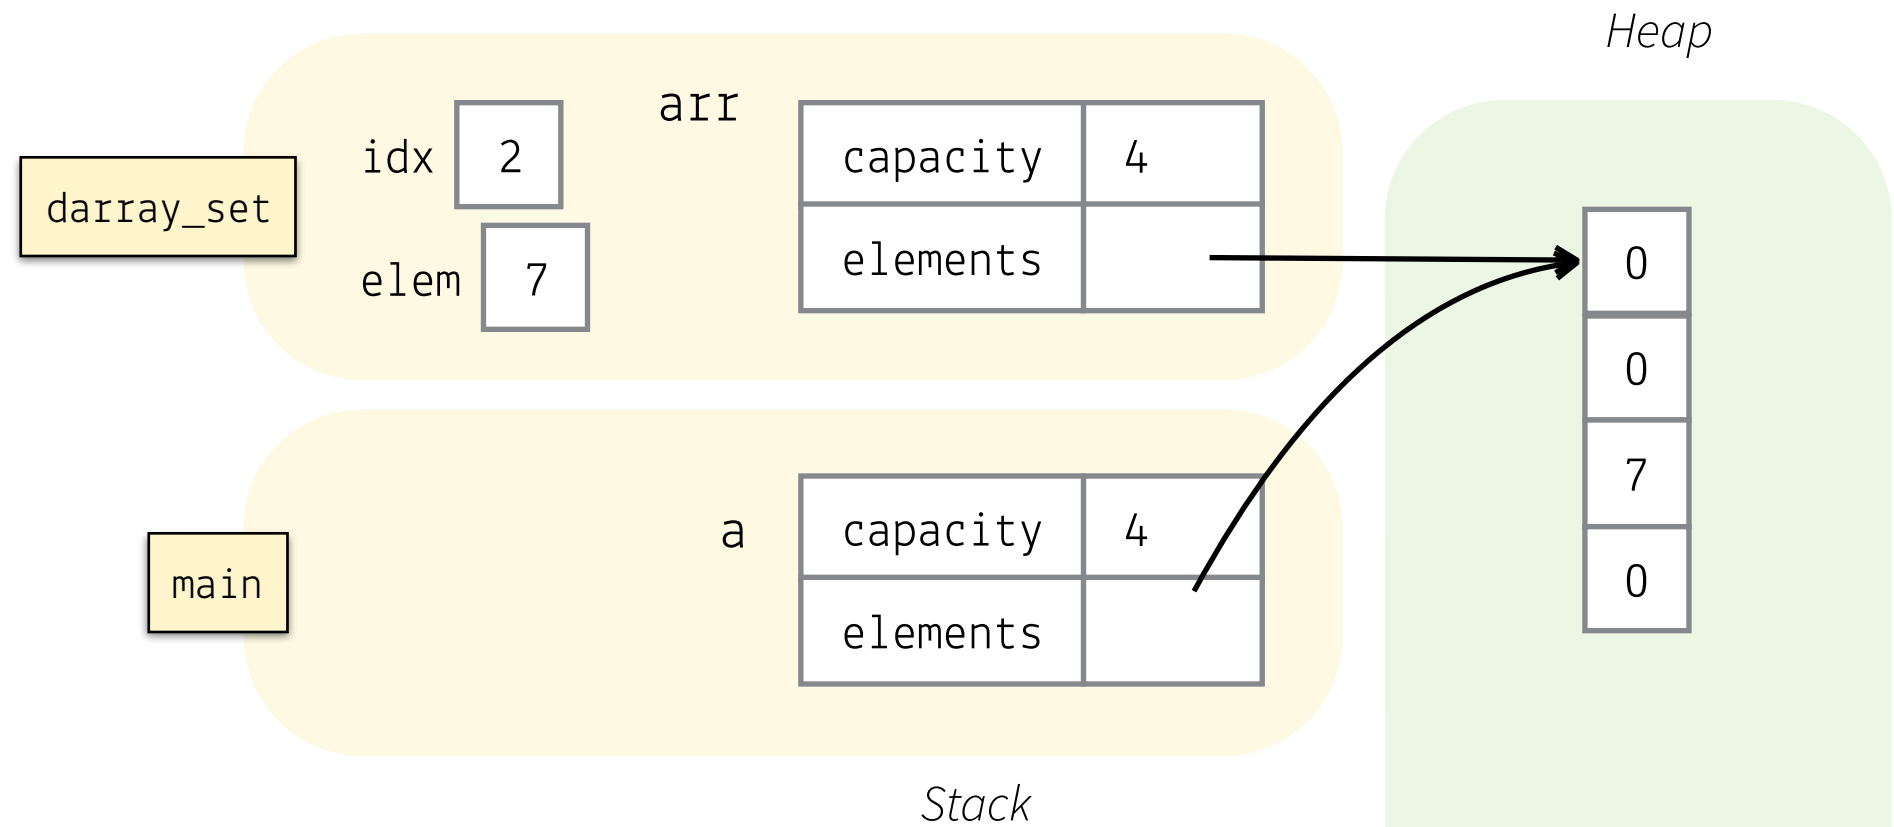 Heap
arr
idx 2
capacity 4
darray_set
elements
elem 7
0
0
7
0
a
capacity 4
main
elements
Stack